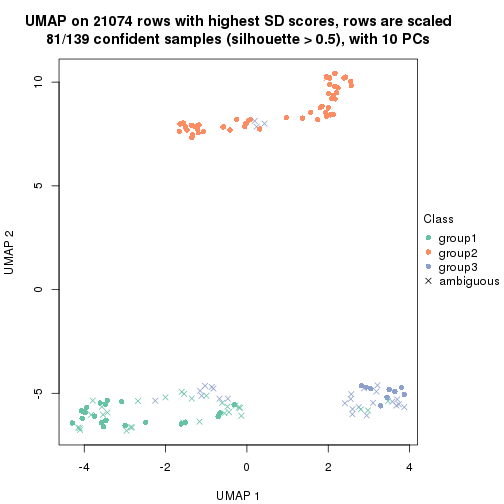 UMAP on 21074 rows with highest SD scores, rows are scaled
81/139 confident samples (silhouette > 0.5), with 10 PCs
10
5
0
-5
UMAP 2
-4
-2
0
2
4
UMAP 1
Class
group1
group2
group3
ambiguous